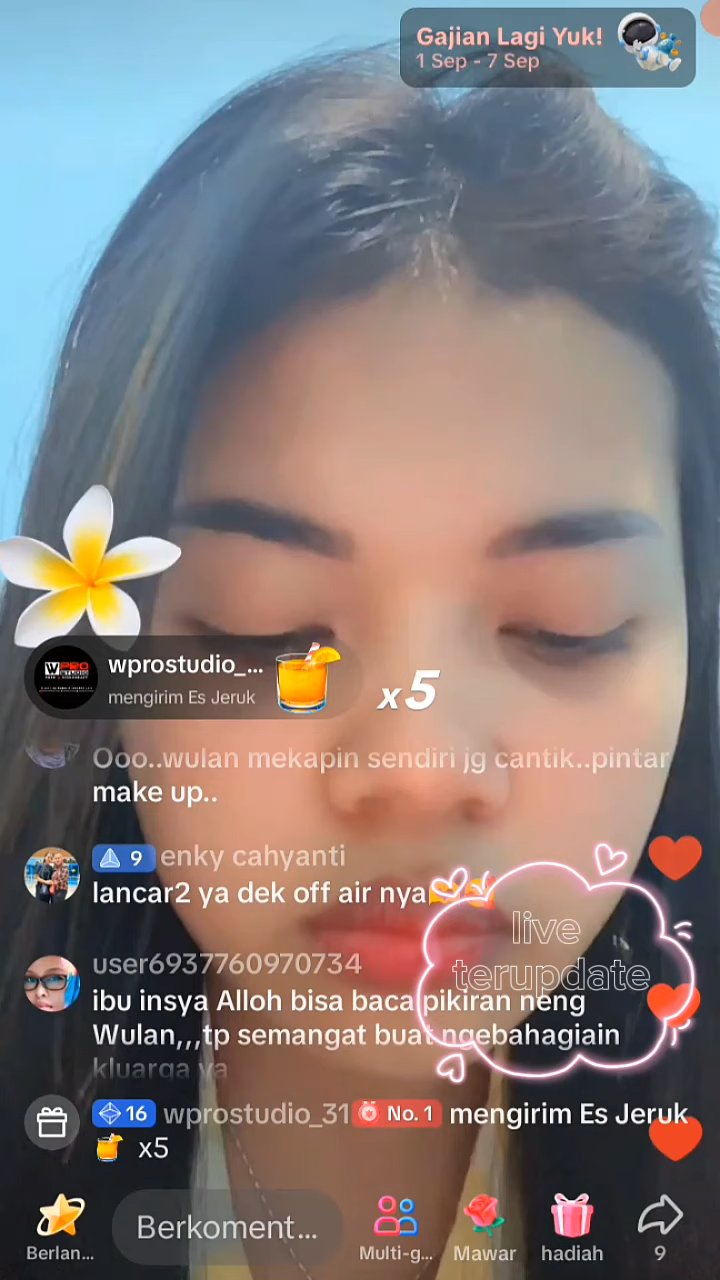 Gajian Lagi Yuk!
1 Sep - 7 Sep
WPRO
STUDIO
wprostudio_...
mengirim Es Jeruk
x5
Ooo..wulan mekapin sendiri jg cantik..pintar
make up..
9 enky cahyanti
lancar2 ya dek off air nya
live
terupdate
user6937760970734
ibu insya Alloh bisa baca pikiran neng
Wulan,,,tp semangat buat ngebahagiain
kluarga ya
16 wprostudio_31 No. 1 mengirim Es Jeruk
x5
Berlan...
Berkoment...
Multi-g...
Mawar
hadiah
9